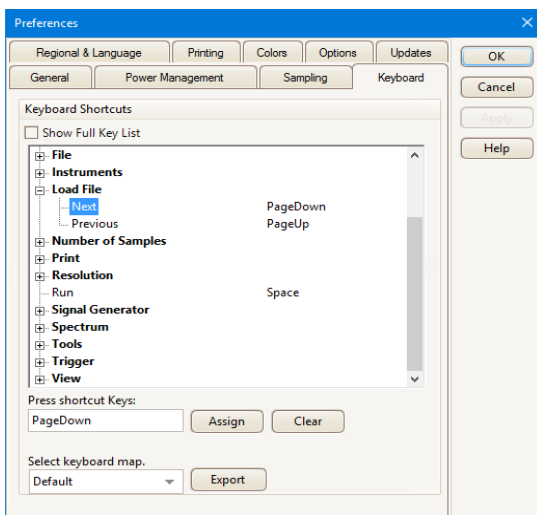 Preferences
Regional & Language Printing Colors Options Updates
General Power Management Sampling Keyboard
OK
Cancel
Apply
Help
Keyboard Shortcuts
Show Full Key List
File
Instruments
Load File
Next PageDown
Previous PageUp
Number of Samples
Print
Resolution
Run Space
Signal Generator
Spectrum
Tools
Trigger
View
Press shortcut Keys:
PageDown Assign Clear
Select keyboard map.
Default Export